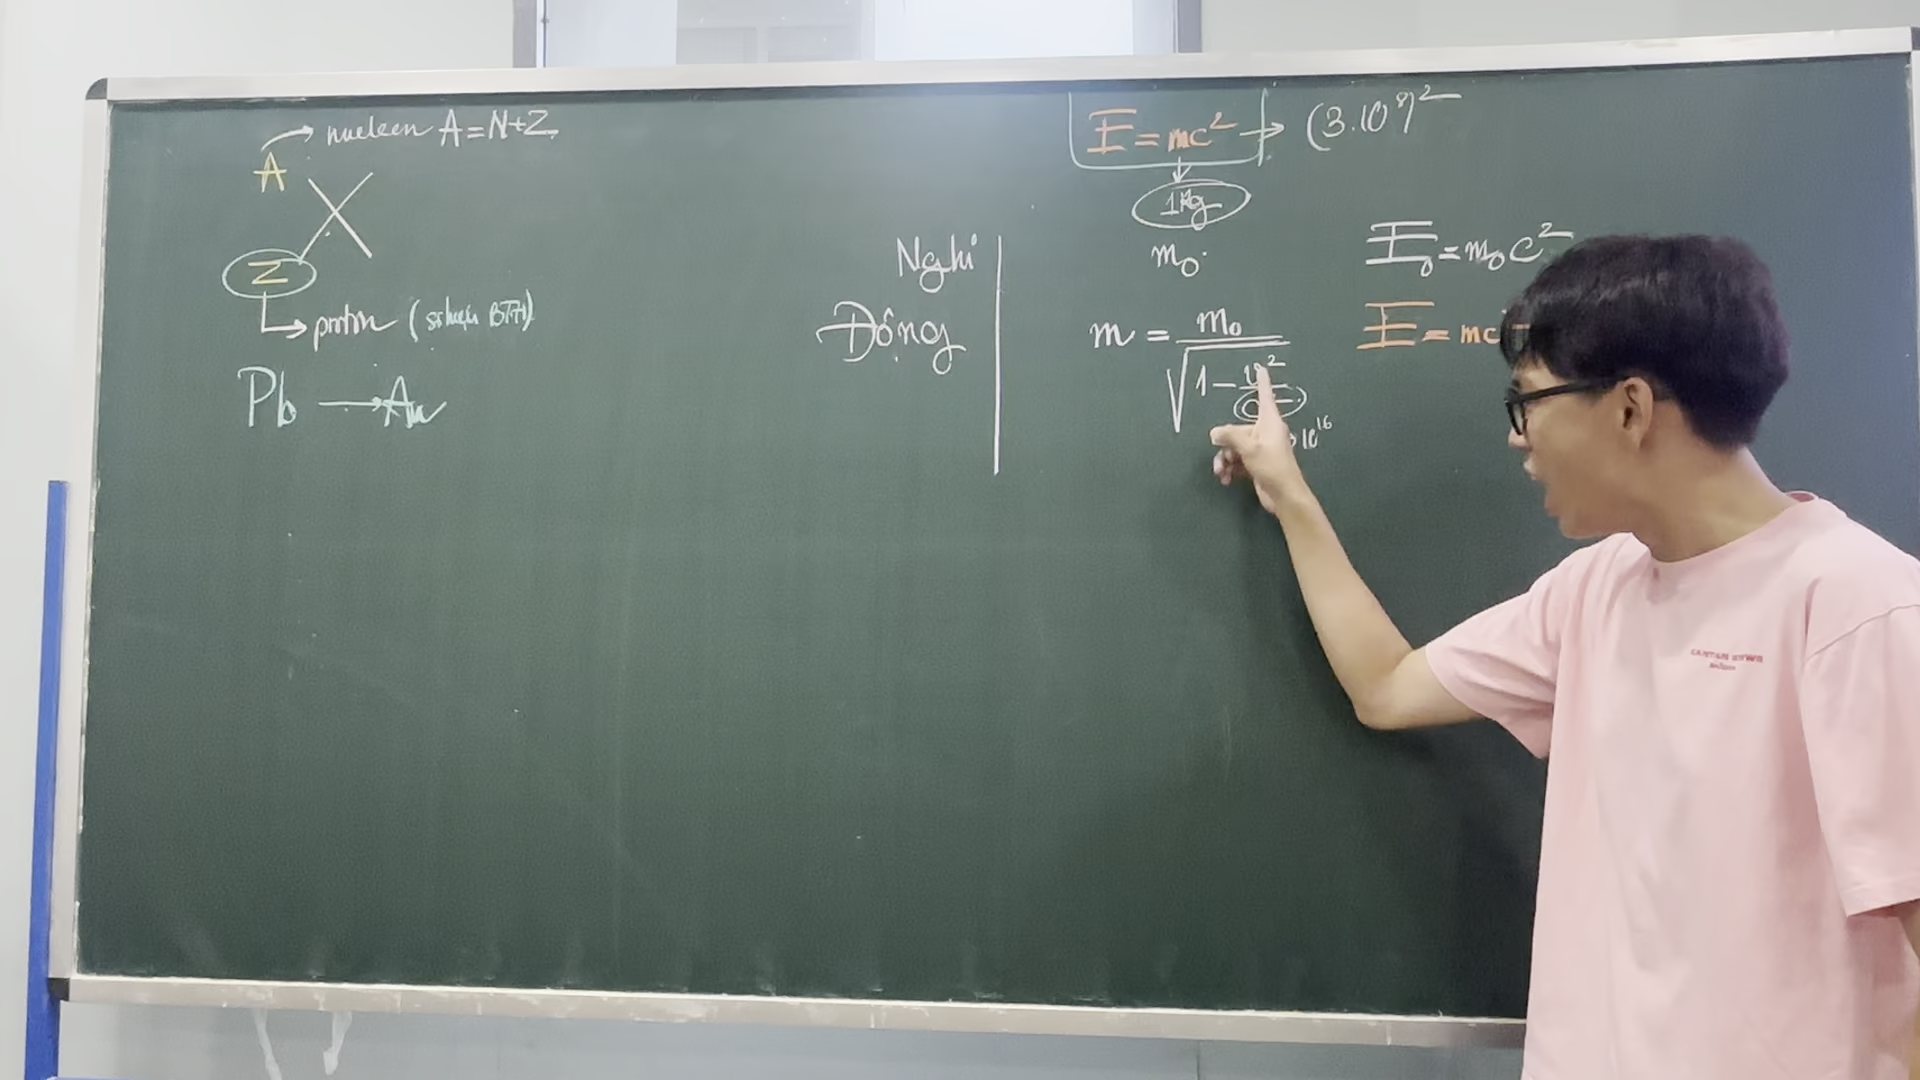 nucleon A = N + Z
A
X
Z
proton (số hiệu BTH)
Pb → Au
E = mc² → (3.10⁸)²
1kg
Nghỉ
m₀
E₀ = m₀c²
Động
m = m₀ / √(1 - v²/c²)
E = mc
10¹⁶